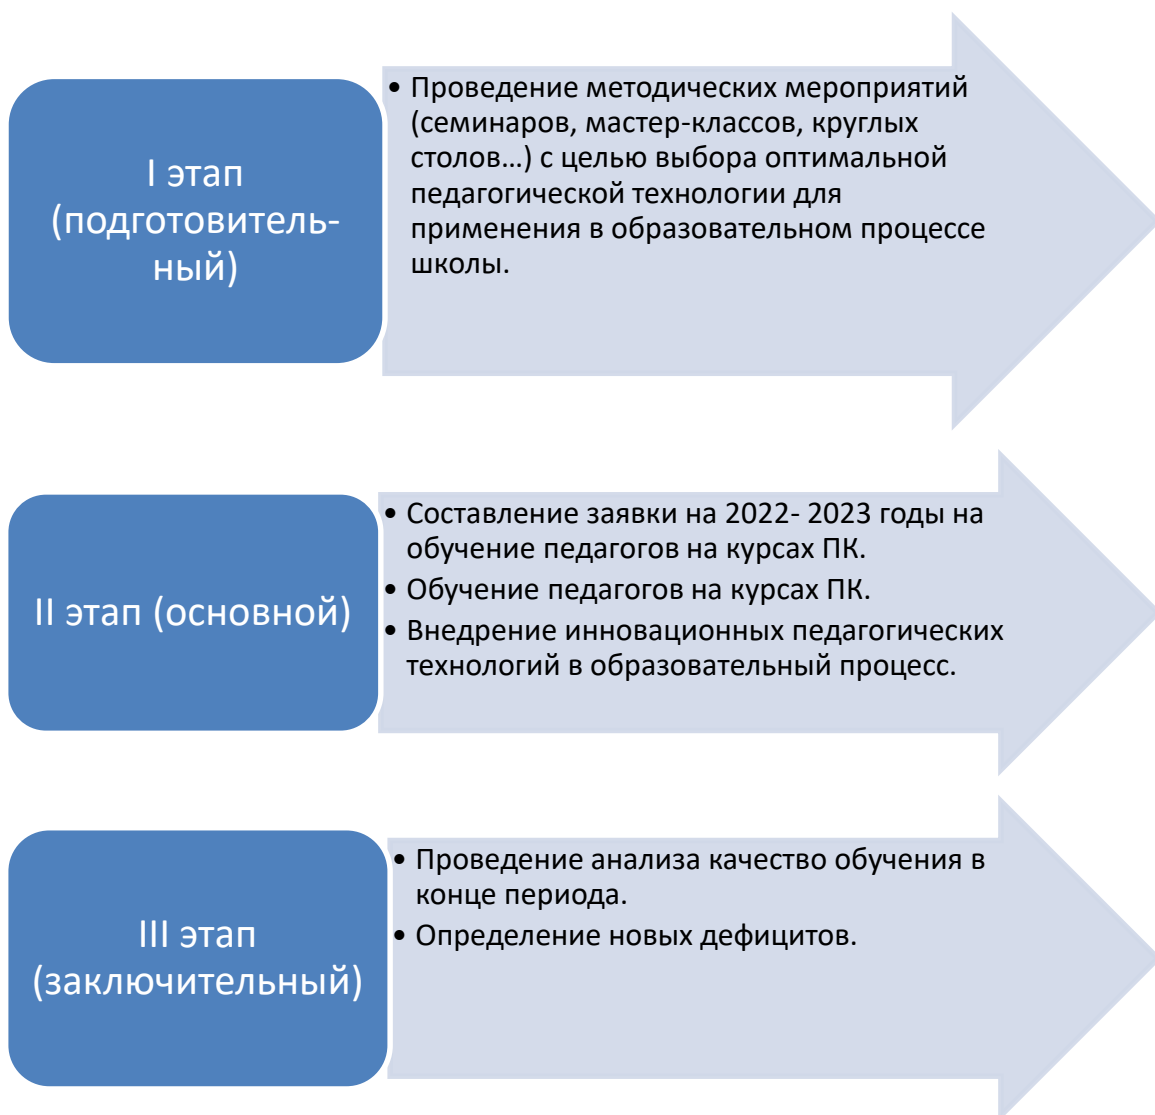 I этап
(подготовитель-
ный)
• Проведение методических мероприятий
(семинаров, мастер-классов, круглых
столов…) с целью выбора оптимальной
педагогической технологии для
применения в образовательном процессе
школы.
II этап (основной)
• Составление заявки на 2022- 2023 годы на
обучение педагогов на курсах ПК.
• Обучение педагогов на курсах ПК.
• Внедрение инновационных педагогических
технологий в образовательный процесс.
III этап
(заключительный)
• Проведение анализа качество обучения в
конце периода.
• Определение новых дефицитов.